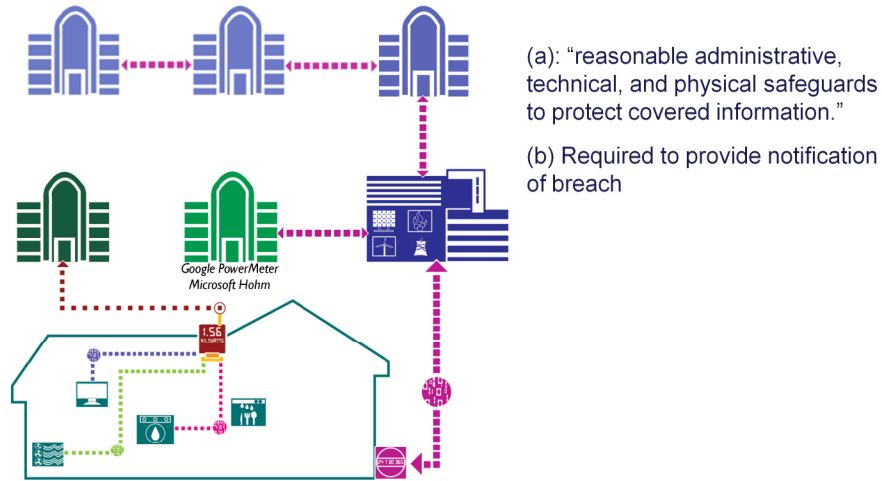 (a): “reasonable administrative,
technical, and physical safeguards
to protect covered information.”
(b) Required to provide notification
of breach
Google PowerMeter
Microsoft Hohm
1.56
KILOWATTS